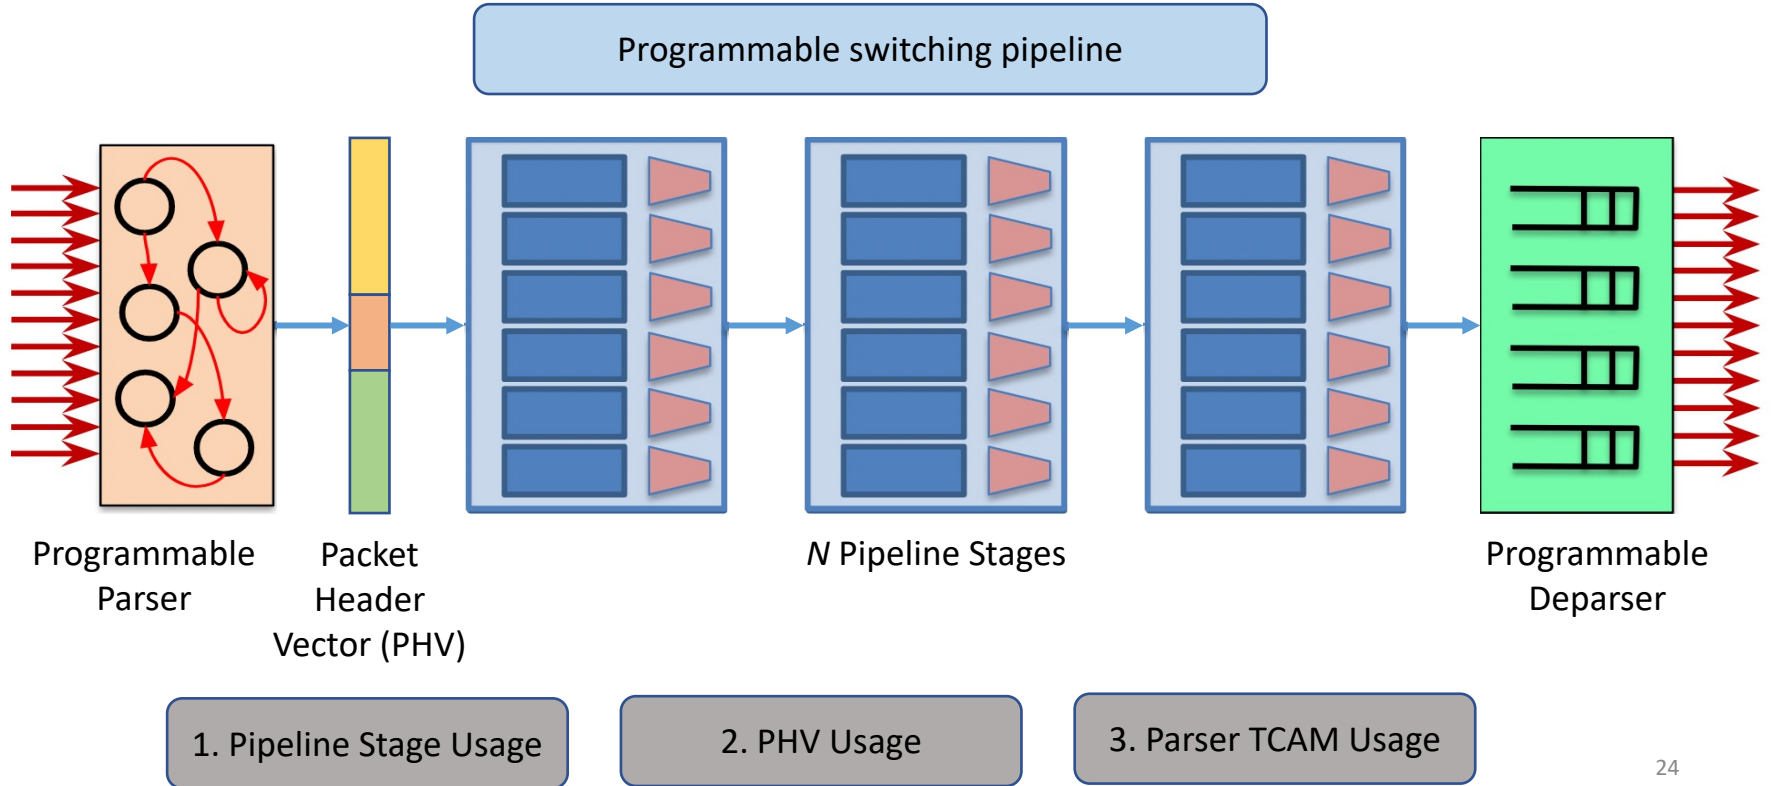 Programmable switching pipeline
Programmable
Parser
Packet
Header
Vector (PHV)
N Pipeline Stages
Programmable
Deparser
1. Pipeline Stage Usage
2. PHV Usage
3. Parser TCAM Usage
24